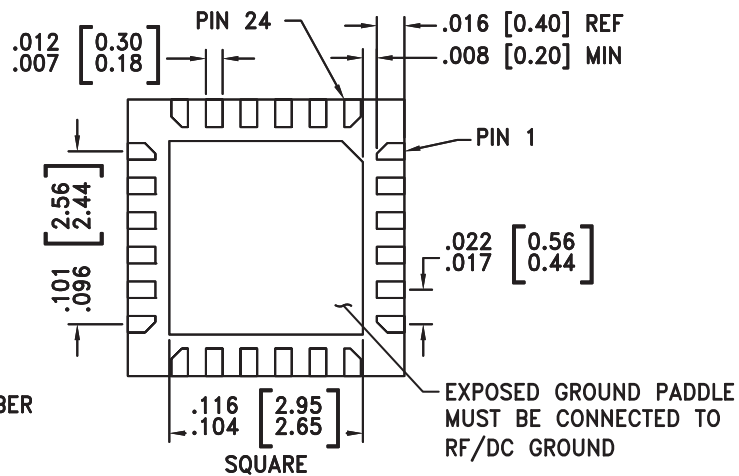 PIN 24
.016 [0.40] REF
.008 [0.20] MIN
.012 [0.30
.007 0.18]
PIN 1
[2.56
2.44]
.101
.096
.022 [0.56
.017 0.44]
.116 [2.95
.104 2.65]
SQUARE
EXPOSED GROUND PADDLE
MUST BE CONNECTED TO
RF/DC GROUND